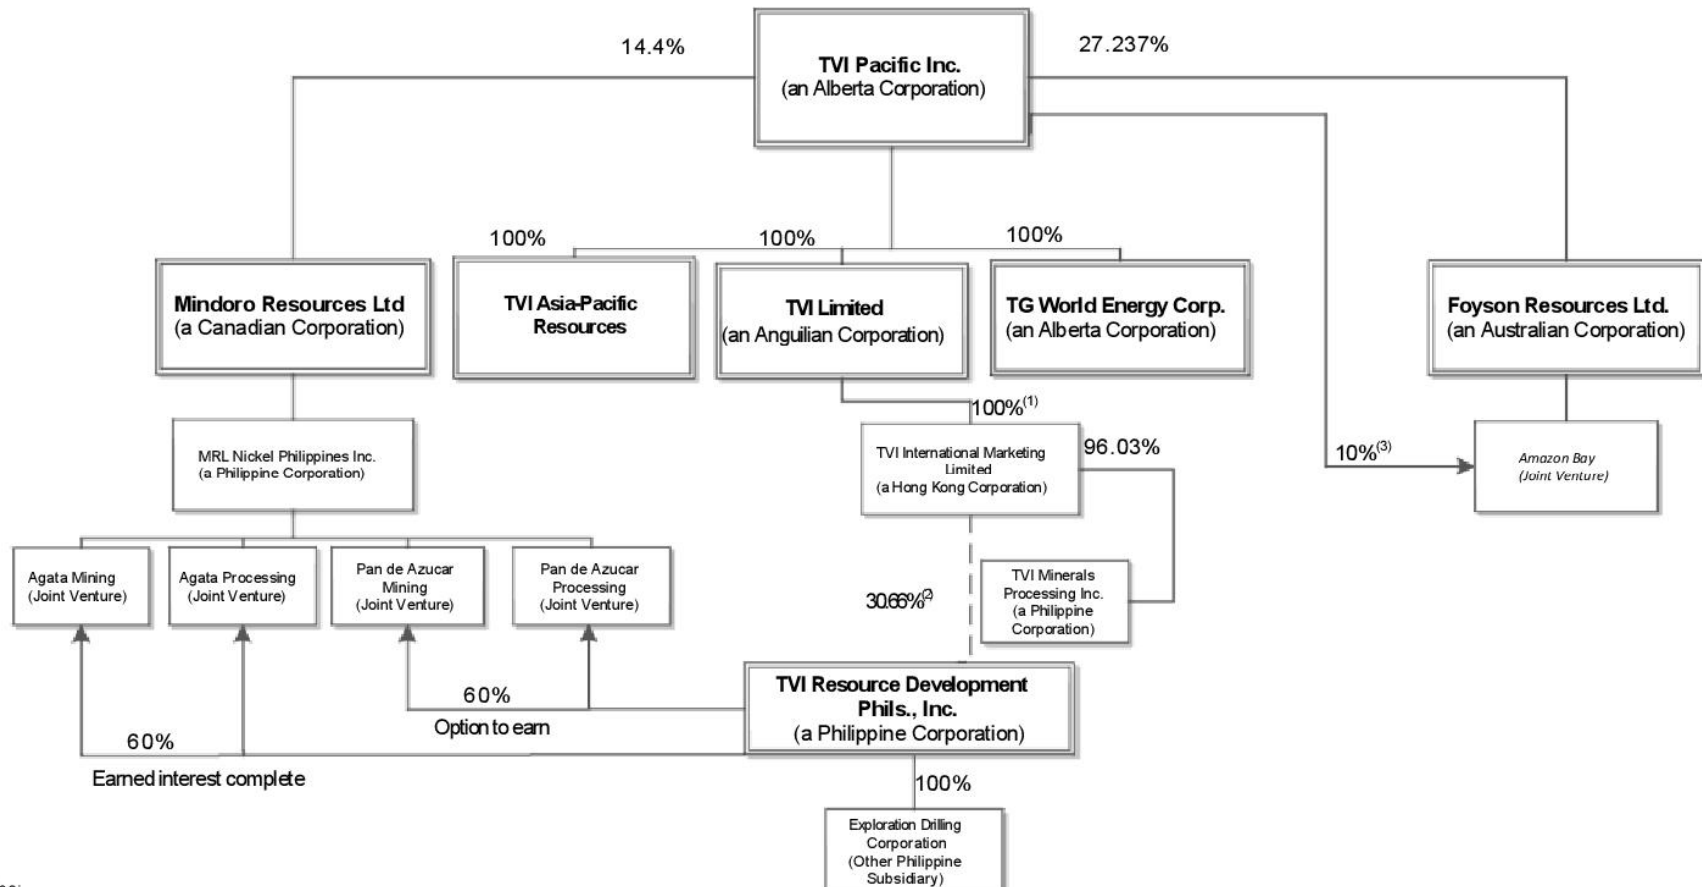 14.4%
TVI Pacific Inc.
(an Alberta Corporation)
27.237%
100%
100%
100%
Mindoro Resources Ltd
(a Canadian Corporation)
TVI Asia-Pacific
Resources
TVI Limited
(an Anguilian Corporation)
TG World Energy Corp.
(an Alberta Corporation)
Foyson Resources Ltd.
(an Australian Corporation)
100%(1)
MRL Nickel Philippines Inc.
(a Philippine Corporation)
TVI International Marketing
Limited
(a Hong Kong Corporation)
96.03%
10%(3)
Amazon Bay
(Joint Venture)
Agata Mining
(Joint Venture)
Agata Processing
(Joint Venture)
Pan de Azucar
Mining
(Joint Venture)
Pan de Azucar
Processing
(Joint Venture)
30.66%(2)
TVI Minerals
Processing Inc.
(a Philippine
Corporation)
60%
Option to earn
60%
Earned interest complete
TVI Resource Development
Phils., Inc.
(a Philippine Corporation)
100%
Exploration Drilling
Corporation
(Other Philippine
Subsidiary)